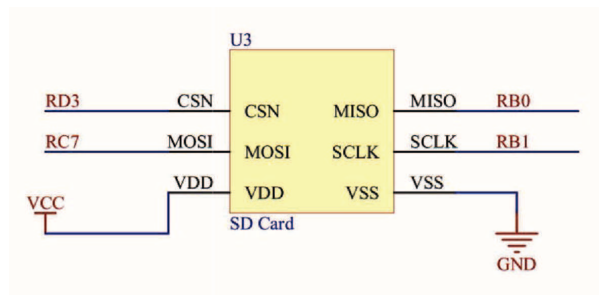 U3
RD3 CSN CSN MISO MISO RB0
RC7 MOSI MOSI SCLK SCLK RB1
VDD VDD VSS VSS
VCC
SD Card
GND